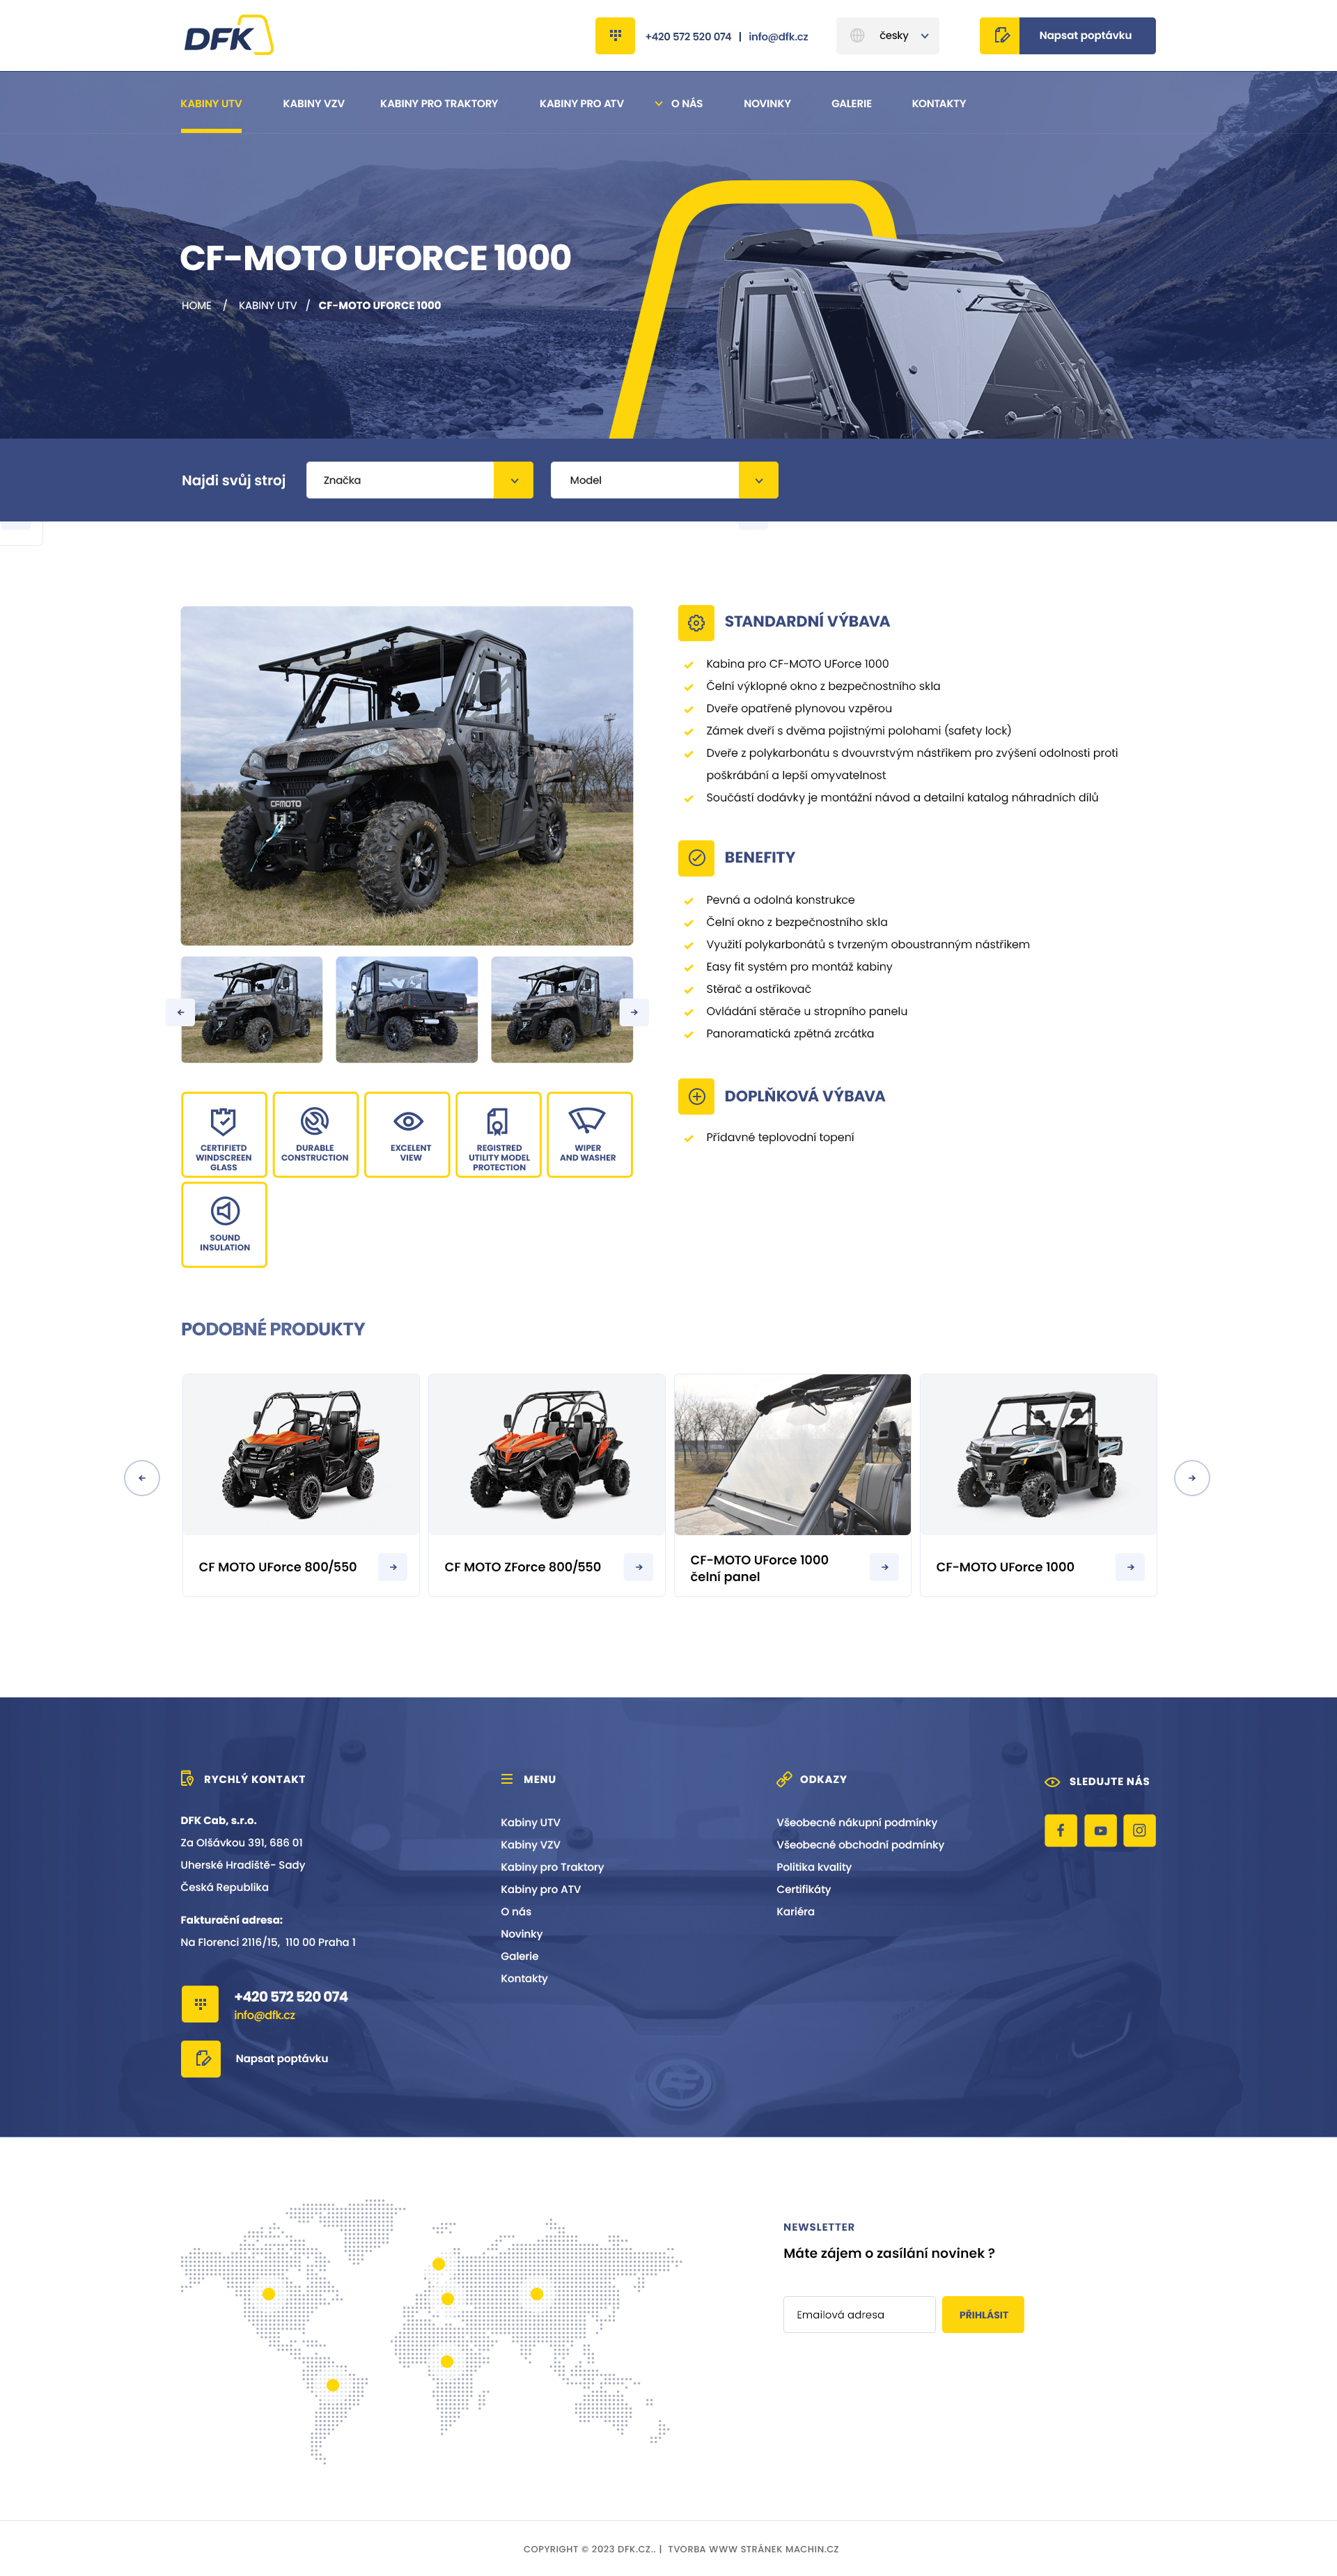 DFK
+420 572 520 074 | info@dfk.cz
česky
Napsat poptávku
KABINY UTV
KABINY VZV
KABINY PRO TRAKTORY
KABINY PRO ATV
O NÁS
NOVINKY
GALERIE
KONTAKTY
CF-MOTO UFORCE 1000
HOME / KABINY UTV / CF-MOTO UFORCE 1000
Najdi svůj stroj
Značka
Model
CFMOTO
STANDARDNÍ VÝBAVA
Kabina pro CF-MOTO UForce 1000
Čelní výklopné okno z bezpečnostního skla
Dveře opatřené plynovou vzpěrou
Zámek dveří s dvěma pojistnými polohami (safety lock)
Dveře z polykarbonátu s dvouvrstvým nástřikem pro zvýšení odolnosti proti
poškrábání a lepší omyvatelnost
Součástí dodávky je montážní návod a detailní katalog náhradních dílů
BENEFITY
Pevná a odolná konstrukce
Čelní okno z bezpečnostního skla
Využití polykarbonátů s tvrzeným oboustranným nástřikem
Easy fit systém pro montáž kabiny
Stěrač a ostřikovač
Ovládání stěrače u stropního panelu
Panoramatická zpětná zrcátka
DOPLŇKOVÁ VÝBAVA
Přídavné teplovodní topení
CERTIFIETD
WINDSCREEN
GLASS
DURABLE
CONSTRUCTION
EXCELENT
VIEW
REGISTRED
UTILITY MODEL
PROTECTION
WIPER
AND WASHER
SOUND
INSULATION
PODOBNÉ PRODUKTY
CF MOTO UForce 800/550
CF MOTO ZForce 800/550
CF-MOTO UForce 1000
čelní panel
CF-MOTO UForce 1000
RYCHLÝ KONTAKT
DFK Cab, s.r.o.
Za Olšávkou 391, 686 01
Uherské Hradiště- Sady
Česká Republika
Fakturační adresa:
Na Florenci 2116/15, 110 00 Praha 1
+420 572 520 074
info@dfk.cz
Napsat poptávku
MENU
Kabiny UTV
Kabiny VZV
Kabiny pro Traktory
Kabiny pro ATV
O nás
Novinky
Galerie
Kontakty
ODKAZY
Všeobecné nákupní podmínky
Všeobecné obchodní podmínky
Politika kvality
Certifikáty
Kariéra
SLEDUJTE NÁS
NEWSLETTER
Máte zájem o zasílání novinek ?
Emailová adresa
PŘIHLÁSIT
COPYRIGHT © 2023 DFK.CZ.. | TVORBA WWW STRÁNEK MACHIN.CZ